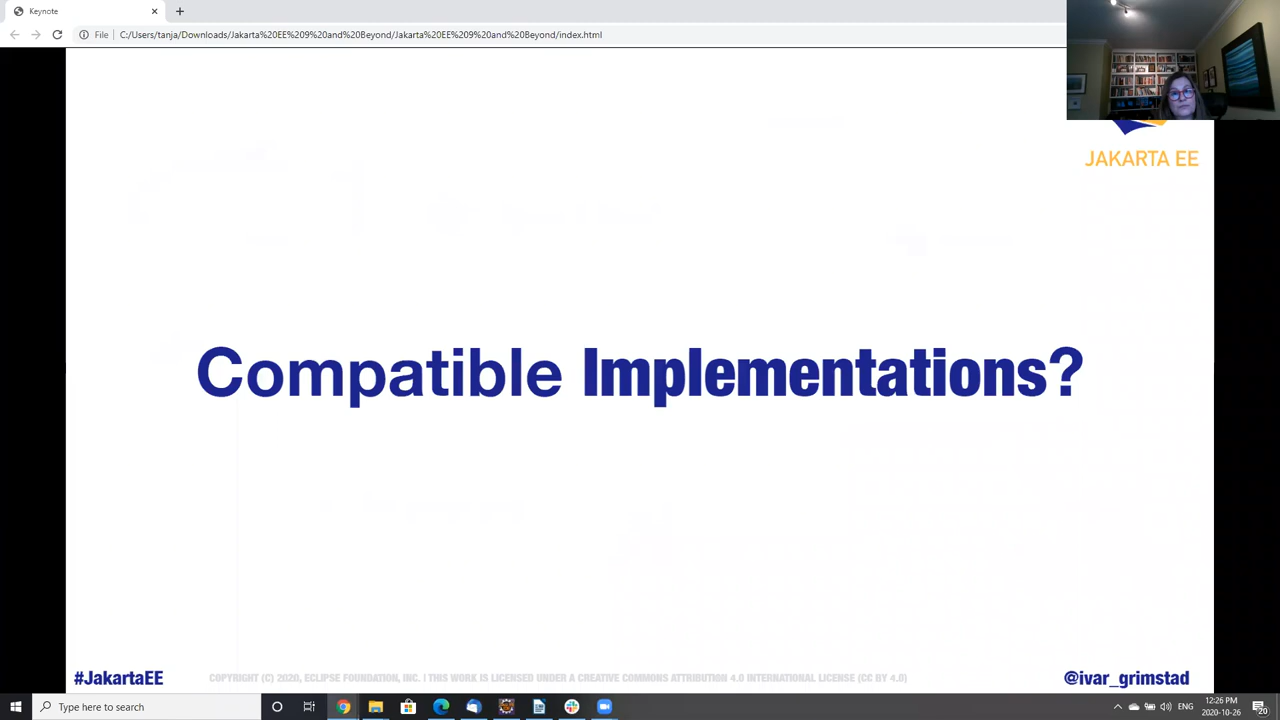 Keynote
File
C:/Users/tanja/Downloads/Jakarta%20EE%209%20and%20Beyond/Jakarta%20EE%209%20and%20Beyond/index.html
JAKARTA EE
Compatible Implementations?
#JakartaEE
COPYRIGHT (C) 2020, ECLIPSE FOUNDATION, INC. | THIS WORK IS LICENSED UNDER A CREATIVE COMMONS ATTRIBUTION 4.0 INTERNATIONAL LICENSE (CC BY 4.0)
@ivar_grimstad
Type here to search
ENG
12:26 PM
2020-10-26
20